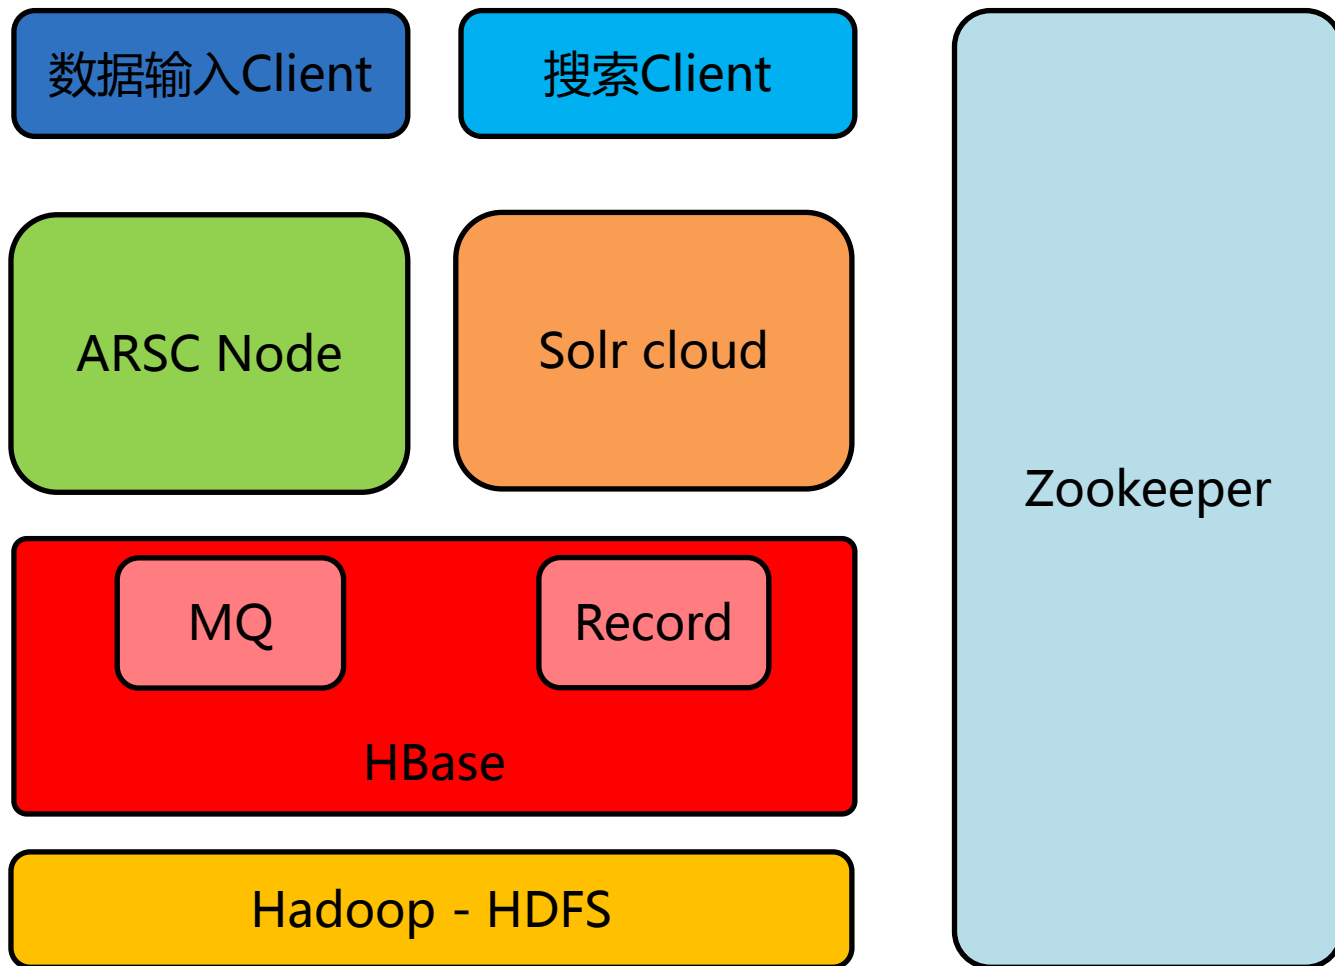 数据输入Client
搜索Client
ARSC Node
Solr cloud
Zookeeper
MQ
Record
HBase
Hadoop - HDFS